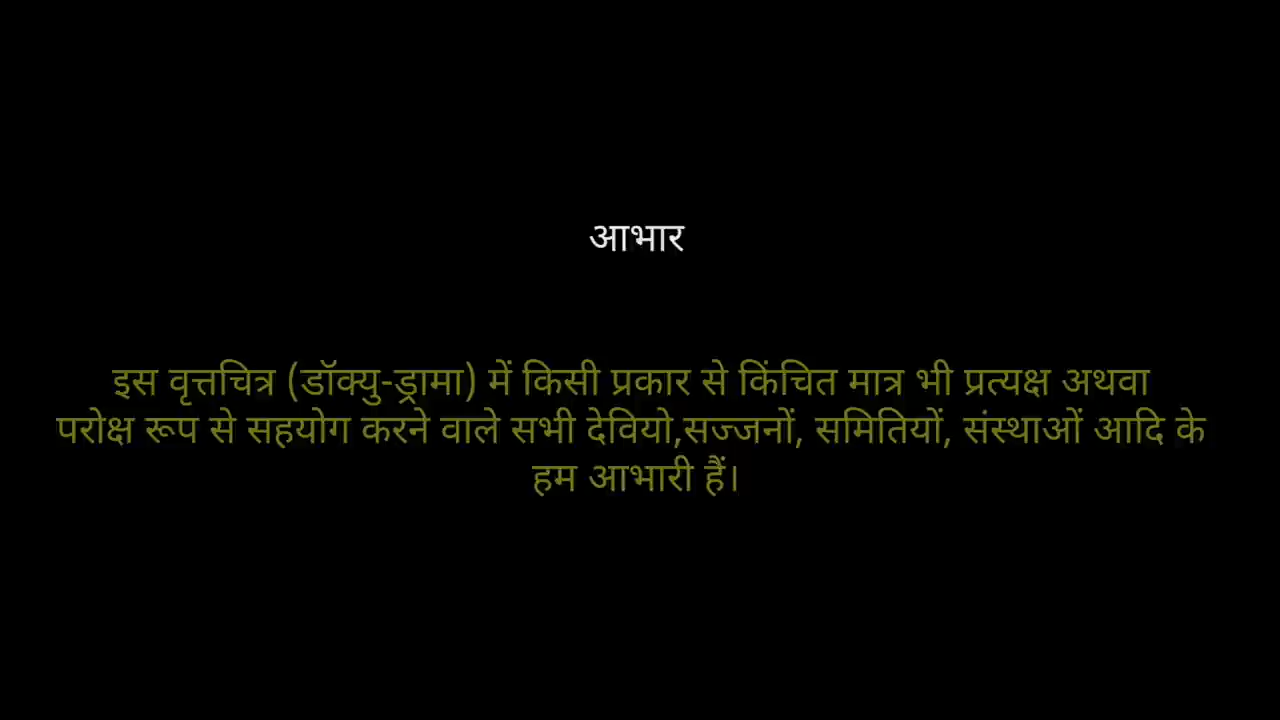 आभार
इस वृत्तचित्र (डॉक्यु-ड्रामा) में किसी प्रकार से किंचित मात्र भी प्रत्यक्ष अथवा
परोक्ष रूप से सहयोग करने वाले सभी देवियो,सज्जनों, समितियों, संस्थाओं आदि के
हम आभारी हैं।